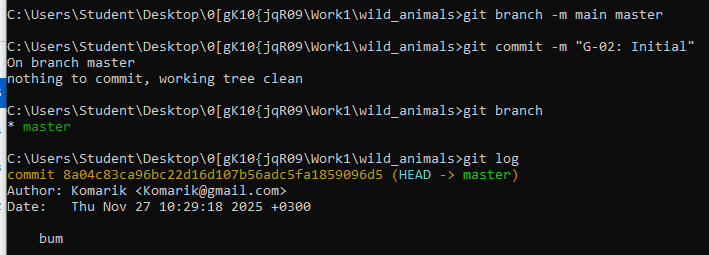 C:\Users\Student\Desktop\0[gK10{jqR09\Work1\wild_animals>git branch -m main master
C:\Users\Student\Desktop\0[gK10{jqR09\Work1\wild_animals>git commit -m "G-02: Initial"
On branch master
nothing to commit, working tree clean
C:\Users\Student\Desktop\0[gK10{jqR09\Work1\wild_animals>git branch
* master
C:\Users\Student\Desktop\0[gK10{jqR09\Work1\wild_animals>git log
commit 8a04c83ca96bc22d16d107b56adc5fa1859096d5 (HEAD -> master)
Author: Komarik <Komarik@gmail.com>
Date:   Thu Nov 27 10:29:18 2025 +0300
    bum